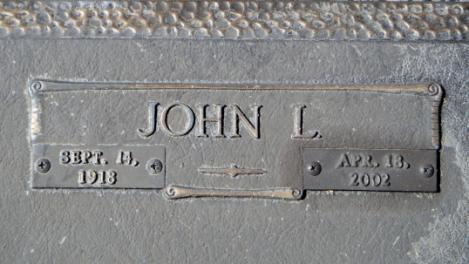 JOHN L.
SEPT. 14,
1918
APR. 18,
2002